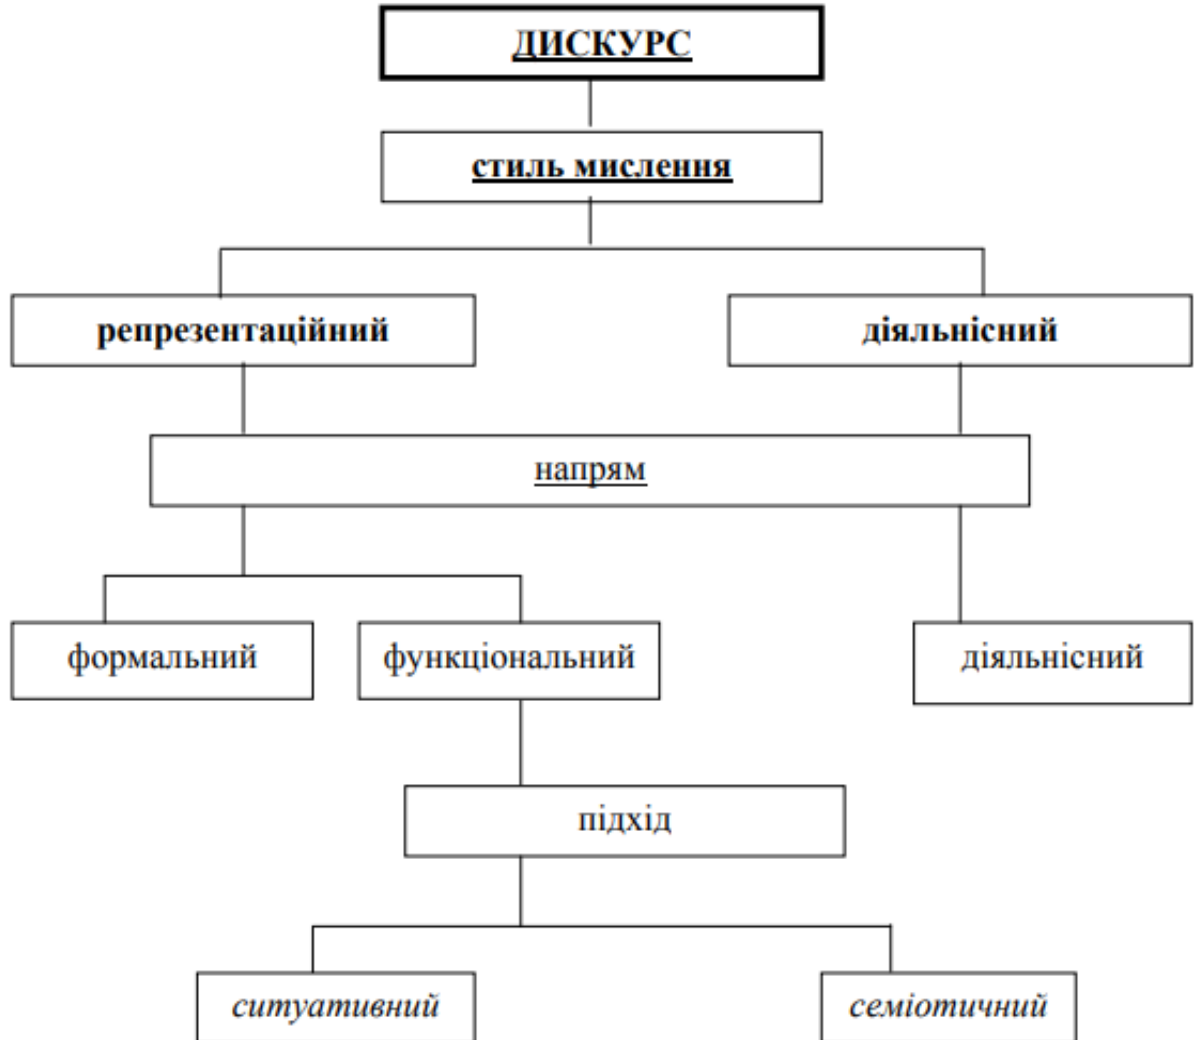 ДИСКУРС
стиль мислення
репрезентаційний
діяльнісний
напрям
формальний
функціональний
діяльнісний
підхід
ситуативний
семіотичний